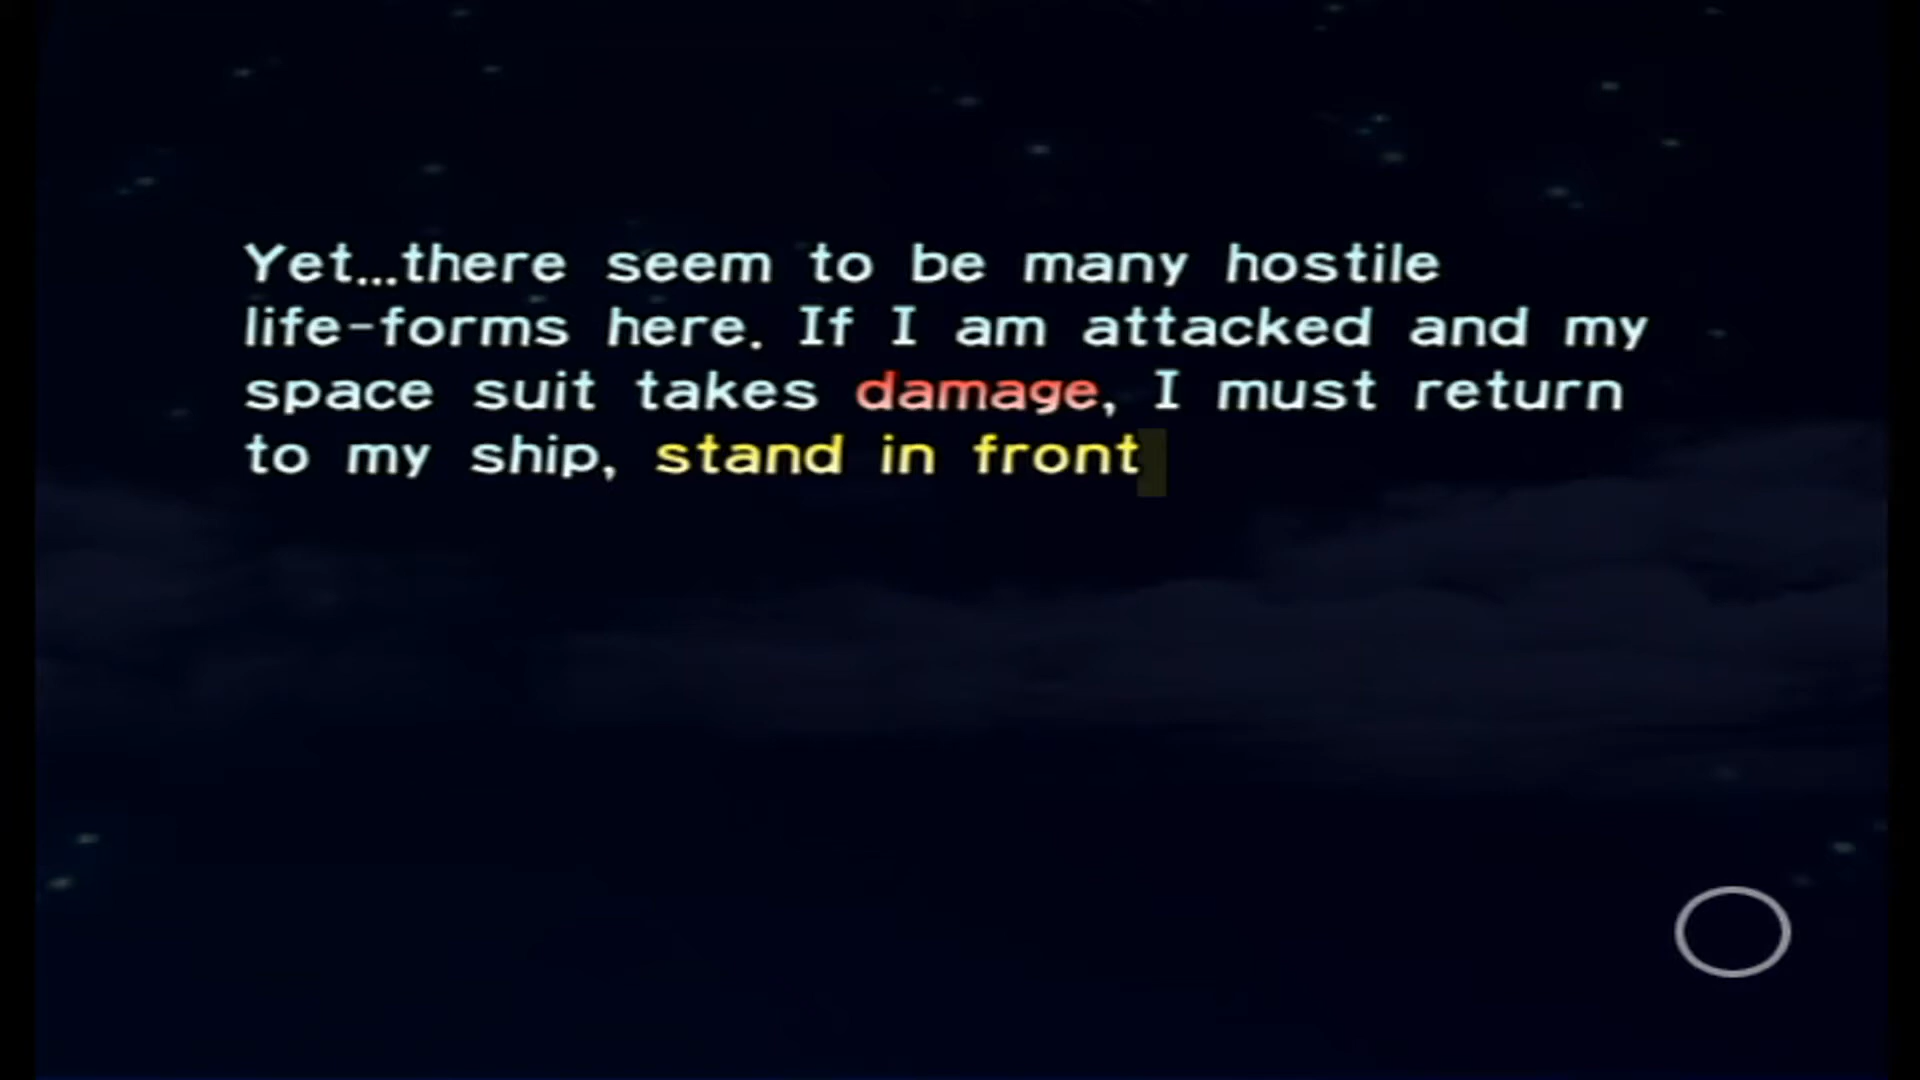 Yet...there seem to be many hostile
life-forms here. If I am attacked and my
space suit takes damage, I must return
to my ship, stand in front